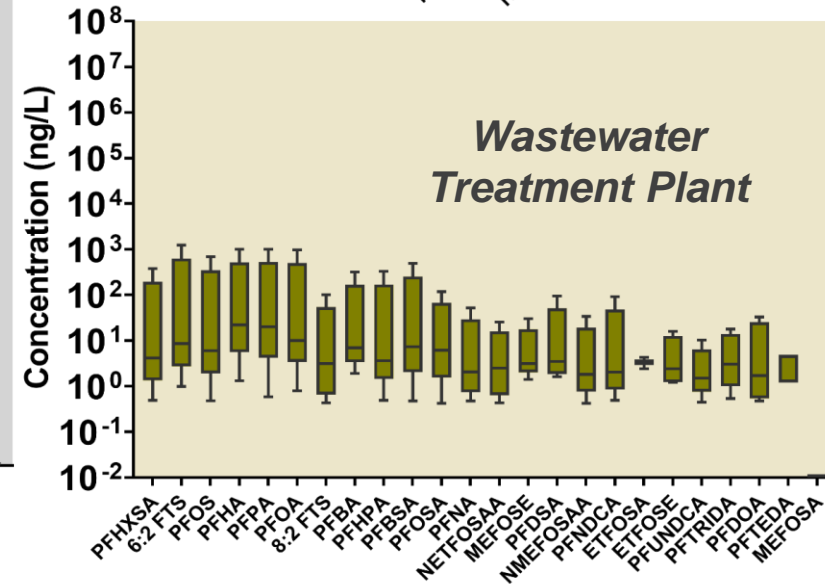 10⁸
10⁷
10⁶
10⁵
10⁴
10³
10²
10¹
10⁰
10⁻¹
10⁻²
Concentration (ng/L)
Wastewater
Treatment Plant
PFHXSA
6:2 FTS
PFOS
PFHA
PFPA
PFOA
8:2 FTS
PFBA
PFHPA
PFBSA
PFOSA
PFNA
NETFOSAA
MEFOSE
PFDSA
NMEFOSAA
PFNDCA
ETFOSA
ETFOSE
PFUNDCA
PFTRIDA
PFDOA
PFTEDA
MEFOSA